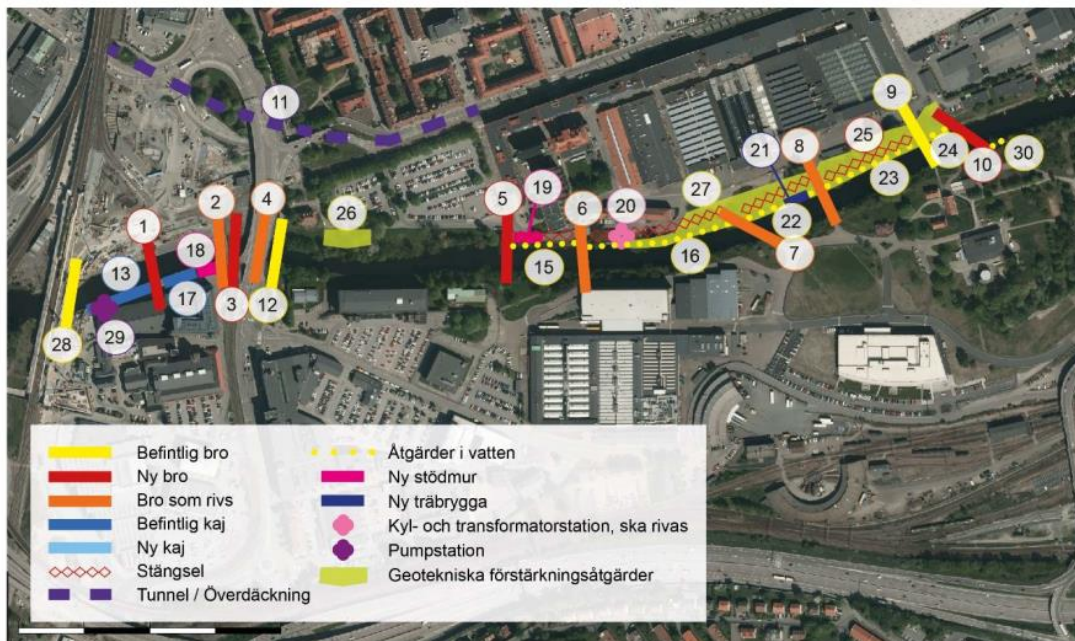 11
9
25
8
21
24
10
30
23
27
22
7
20
19
5
6
16
15
26
4
2
1
18
13
17
3
12
28
29
Befintlig bro
Ny bro
Bro som rivs
Befintlig kaj
Ny kaj
Stängsel
Tunnel / Överdäckning
Åtgärder i vatten
Ny stödmur
Ny träbrygga
Kyl- och transformatorstation, ska rivas
Pumpstation
Geotekniska förstärkningsåtgärder